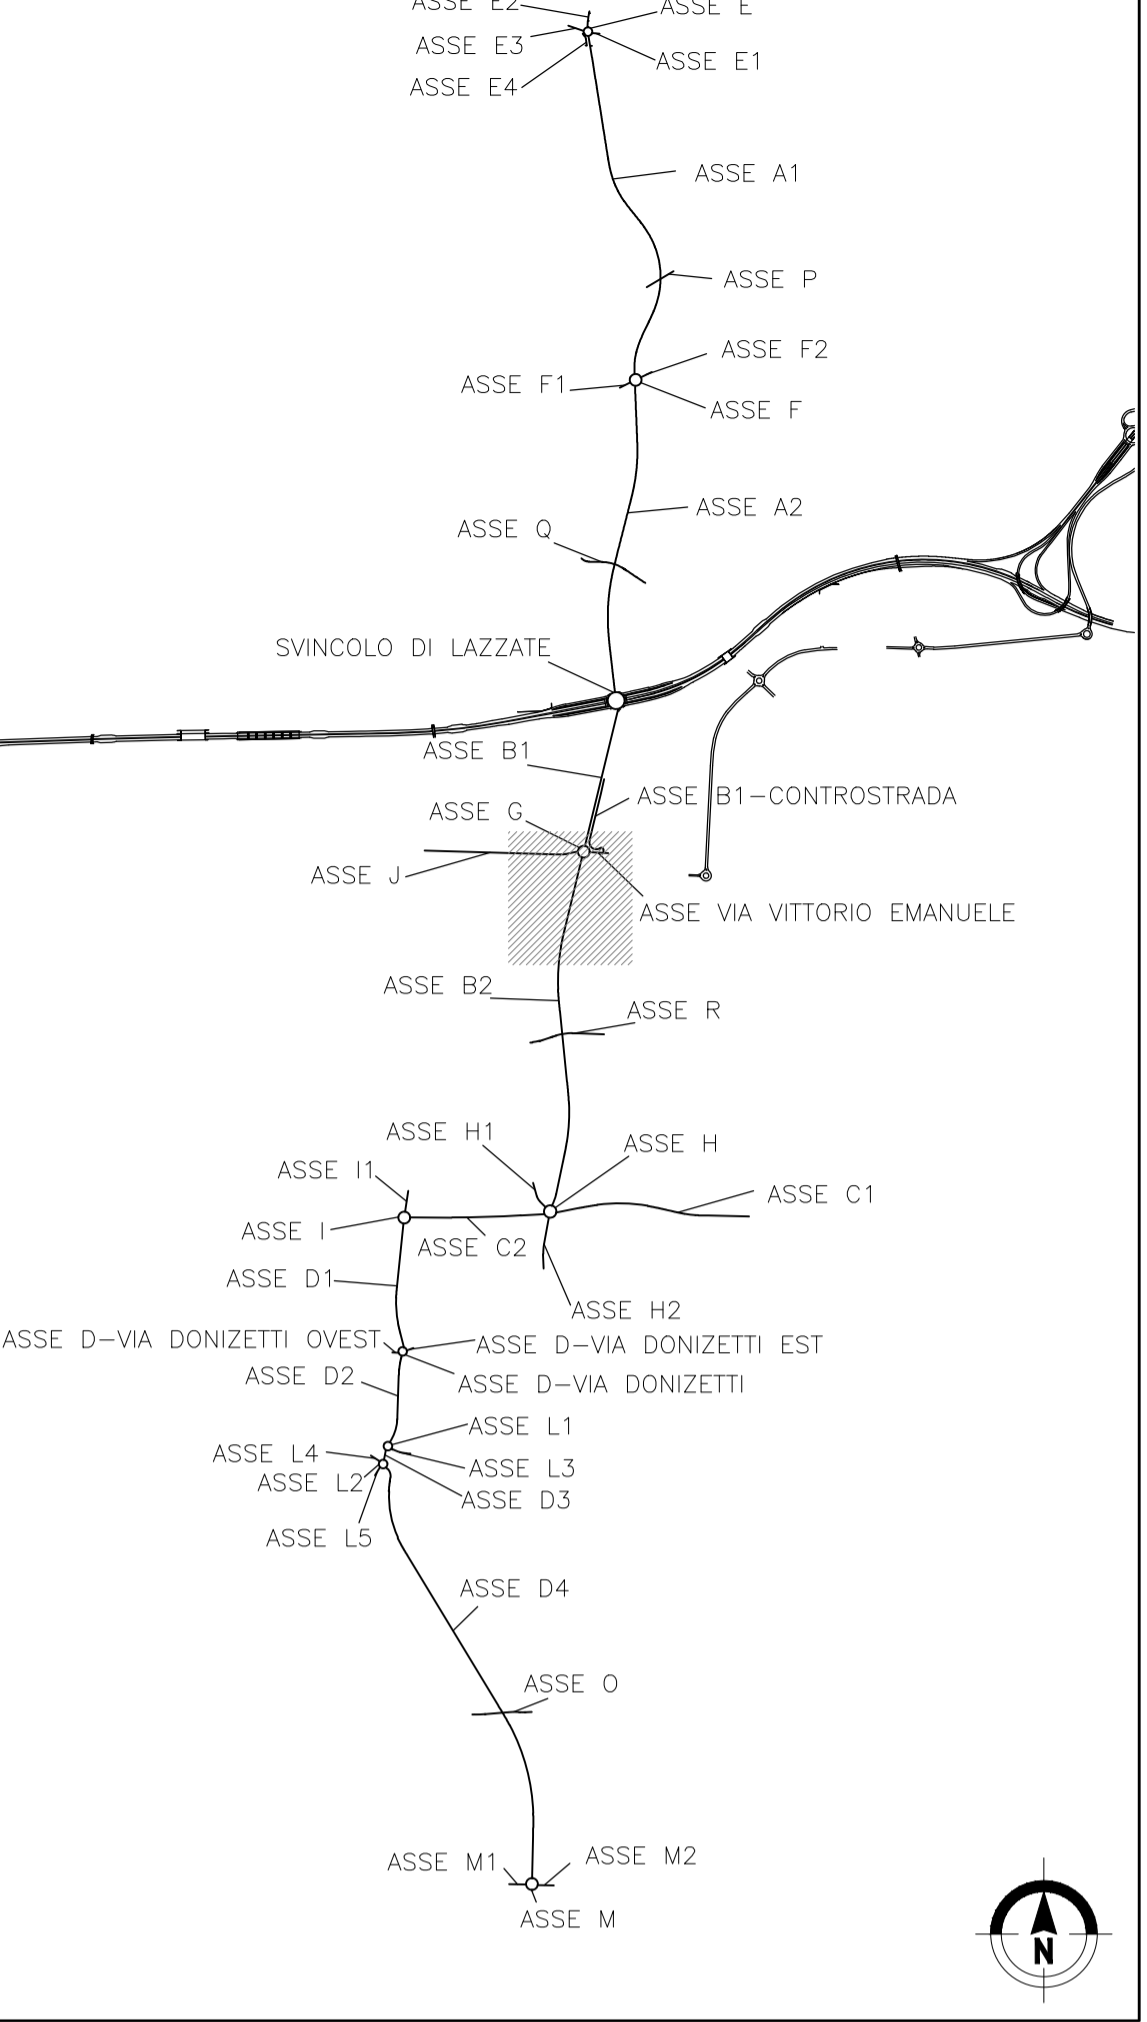 ASSE E2
ASSE E
ASSE E3
ASSE E1
ASSE E4
ASSE A1
ASSE P
ASSE F2
ASSE F1
ASSE F
ASSE A2
ASSE Q
SVINCOLO DI LAZZATE
ASSE B1
ASSE B1-CONTROSTRADA
ASSE G
ASSE J
ASSE VIA VITTORIO EMANUELE
ASSE B2
ASSE R
ASSE H1
ASSE H
ASSE I1
ASSE C1
ASSE I
ASSE C2
ASSE D1
ASSE H2
ASSE D-VIA DONIZETTI OVEST
ASSE D-VIA DONIZETTI EST
ASSE D2
ASSE D-VIA DONIZETTI
ASSE L1
ASSE L4
ASSE L3
ASSE L2
ASSE D3
ASSE L5
ASSE D4
ASSE O
ASSE M1
ASSE M2
ASSE M
N